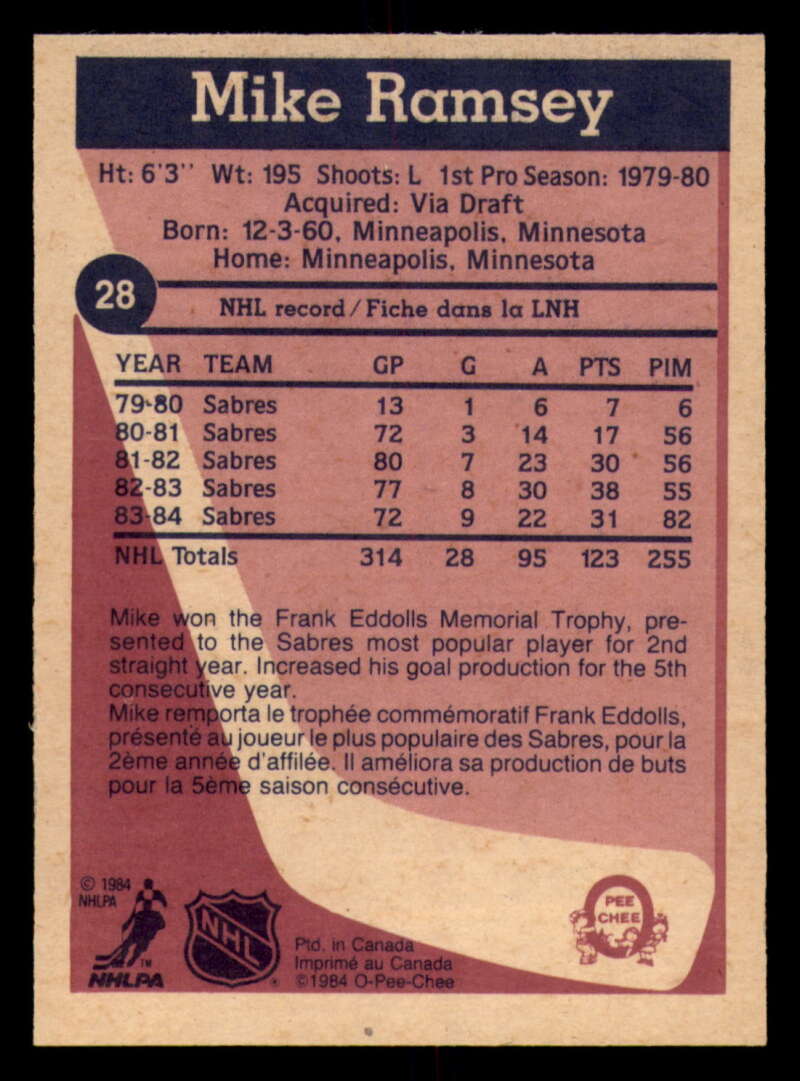 Mike Ramsey
Ht: 6'3'' Wt: 195 Shoots: L 1st Pro Season: 1979-80
Acquired: Via Draft
Born: 12-3-60, Minneapolis, Minnesota
Home: Minneapolis, Minnesota
28
NHL record/Fiche dans la LNH
YEAR TEAM GP G A PTS PIM
79-80 Sabres 13 1 6 7 6
80-81 Sabres 72 3 14 17 56
81-82 Sabres 80 7 23 30 56
82-83 Sabres 77 8 30 38 55
83-84 Sabres 72 9 22 31 82
NHL Totals 314 28 95 123 255
Mike won the Frank Eddolls Memorial Trophy, pre-
sented to the Sabres most popular player for 2nd
straight year. Increased his goal production for the 5th
consecutive year.
Mike remporta le trophée commémoratif Frank Eddolls,
présenté au joueur le plus populaire des Sabres, pour la
2ème année d'affilée. Il améliora sa production de buts
pour la 5ème saison consécutive.
© 1984
NHLPA
TM
NHLPA
NHL
®
Ptd. in Canada
Imprimé au Canada
©1984 O-Pee-Chee
O
PEE
CHEE